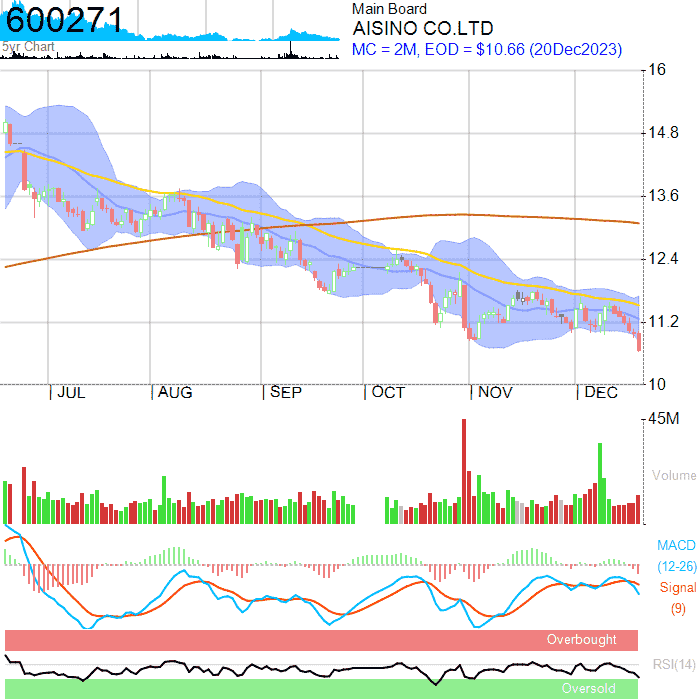 600271
5yr Chart
Main Board
AISINO CO.LTD
MC = 2M, EOD = $10.66 (20Dec2023)
16
14.8
13.6
12.4
11.2
10
JUL
AUG
SEP
OCT
NOV
DEC
45M
Volume
MACD
(12-26)
Signal
(9)
Overbought
RSI(14)
Oversold